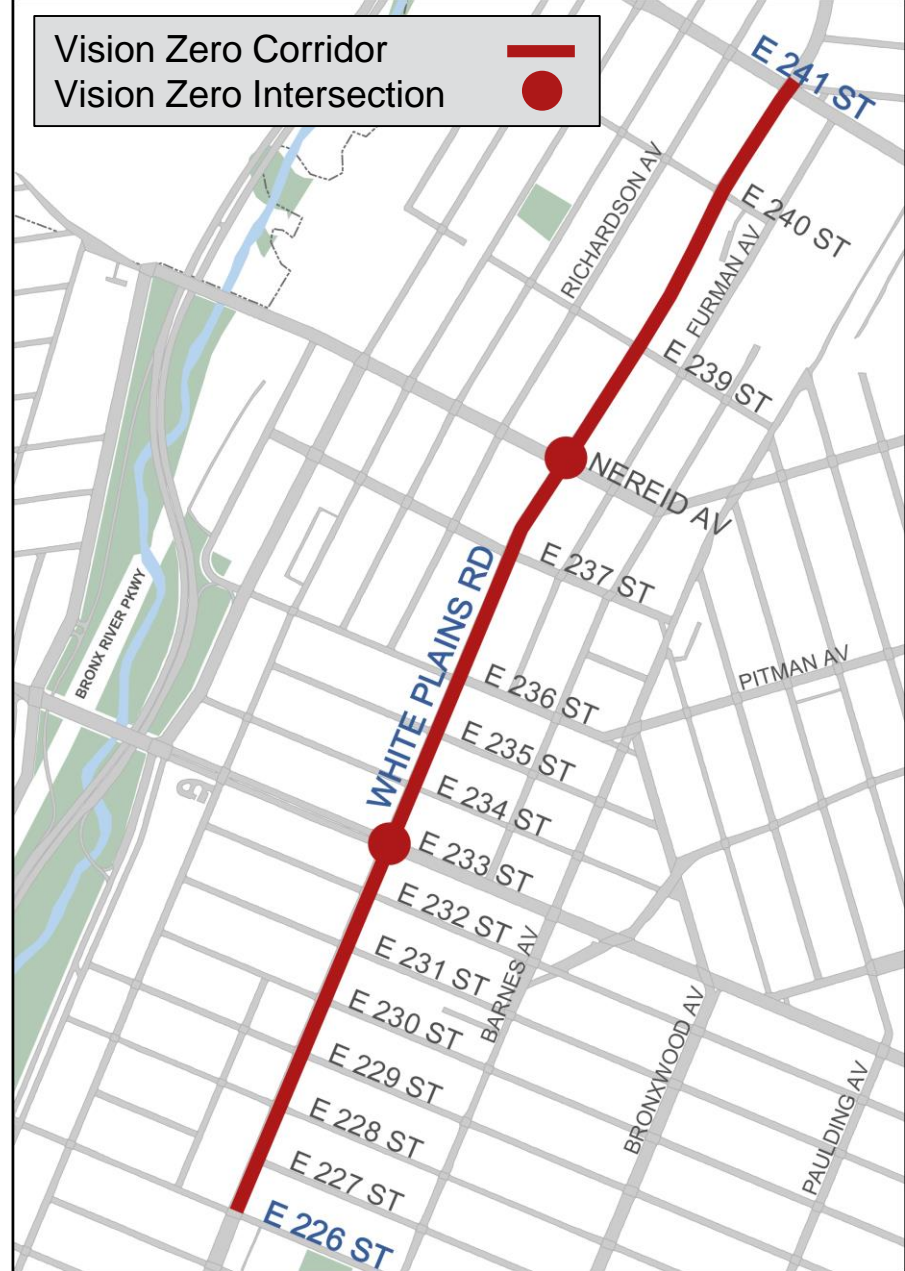 Vision Zero Corridor
Vision Zero Intersection
E 241 ST
RICHARDSON AV
E 240 ST
FURMAN AV
E 239 ST
NEREID AV
WHITE PLAINS RD
E 237 ST
BRONX RIVER PKWY
PITMAN AV
E 236 ST
E 235 ST
E 234 ST
E 233 ST
E 232 ST
E 231 ST
BARNES AV
E 230 ST
BRONXWOOD AV
E 229 ST
PAULDING AV
E 228 ST
E 227 ST
E 226 ST